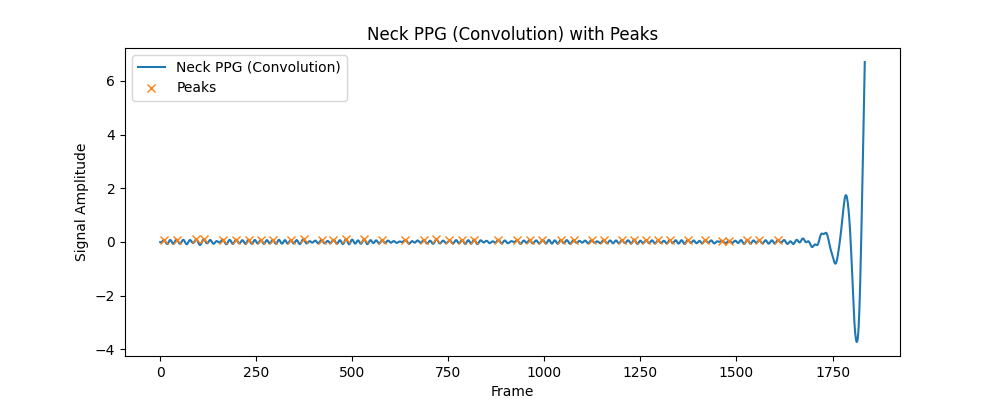 Neck PPG (Convolution) with Peaks
Neck PPG (Convolution)
Peaks
Signal Amplitude
6
4
2
0
−2
−4
0 250 500 750 1000 1250 1500 1750
Frame